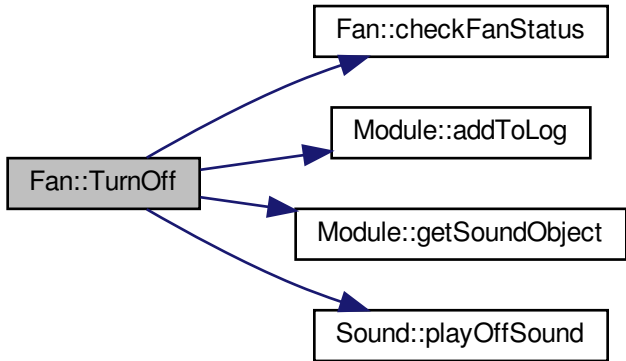 Fan::checkFanStatus
Module::addToLog
Fan::TurnOff
Module::getSoundObject
Sound::playOffSound